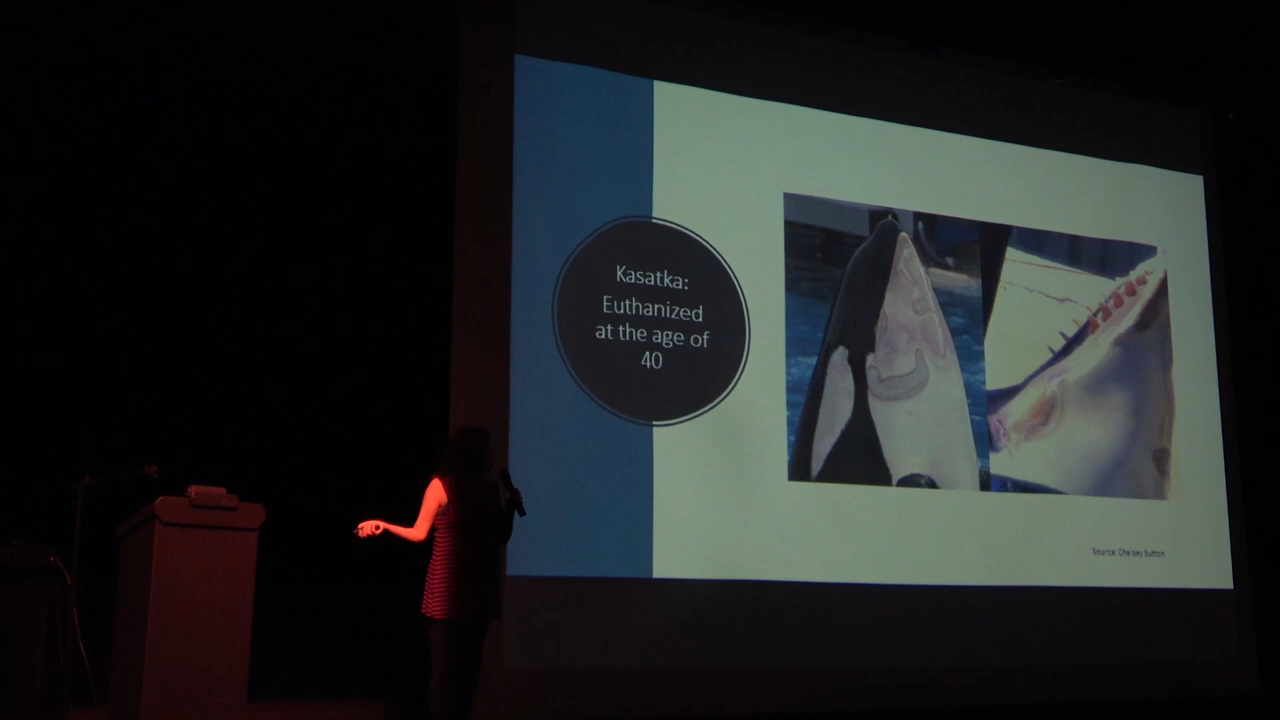 Kasatka:
Euthanized
at the age of
40
Source: Chelsey Sutton